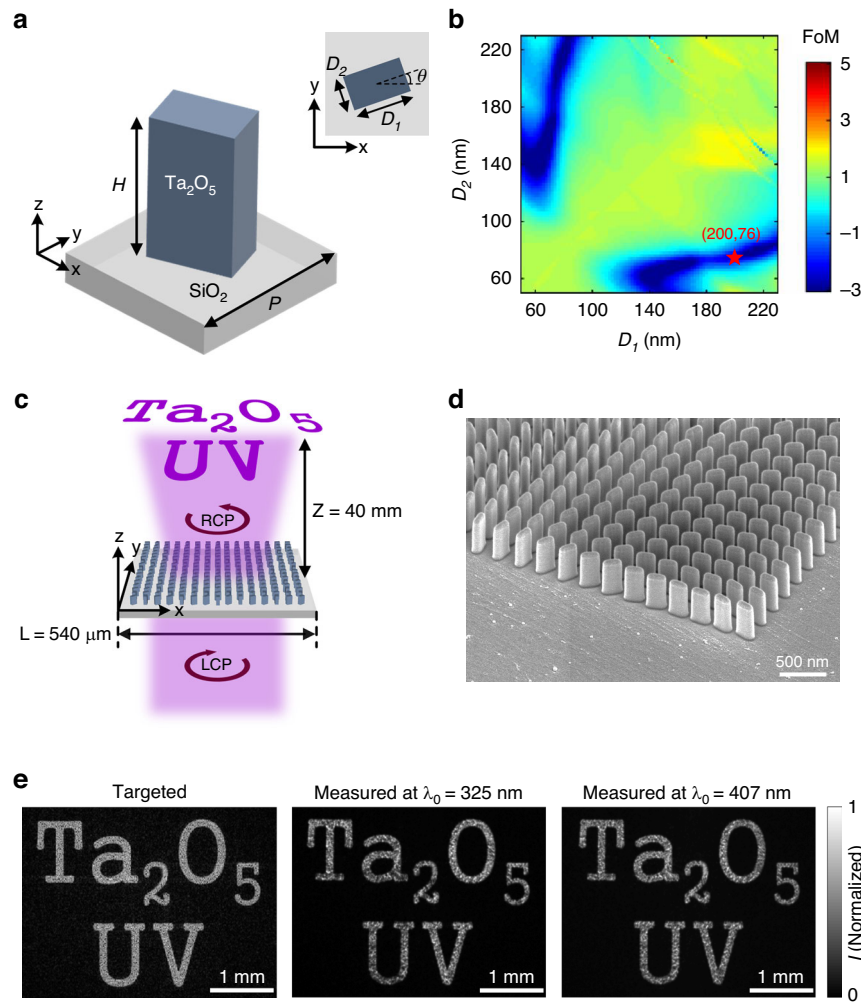 a
D₂
y
θ
D₁
x
H
Ta₂O₅
z
y
x
SiO₂
P
b
FoM
220
180
140
100
60
D₂ (nm)
(200,76)
60
100
140
180
220
D₁ (nm)
5
3
1
−1
−3
c
Ta₂O₅
UV
RCP
Z = 40 mm
z
y
x
L = 540 μm
LCP
d
500 nm
e
Targeted
Measured at λ₀ = 325 nm
Measured at λ₀ = 407 nm
Ta₂O₅
UV
1 mm
Ta₂O₅
UV
1 mm
Ta₂O₅
UV
1 mm
1
0
I (Normalized)